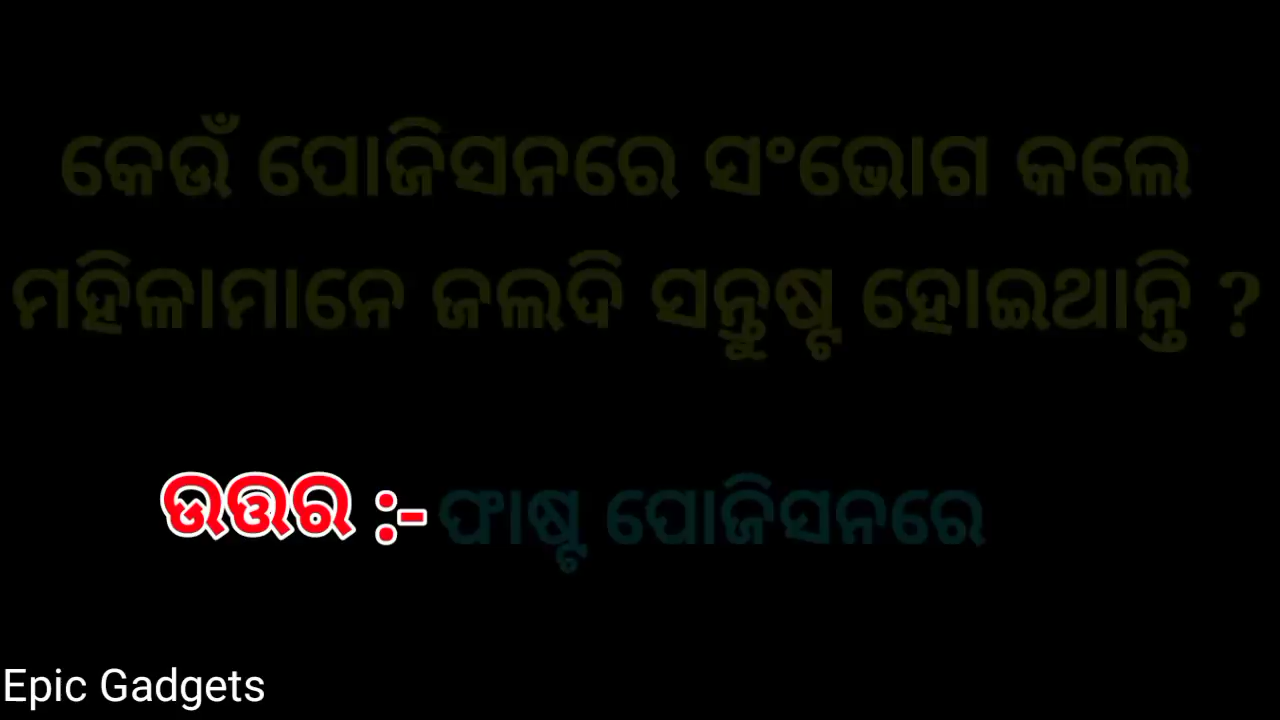 କେଉଁ ପୋଜିସନରେ ସଂଭୋଗ କଲେ
ମହିଳାମାନେ ଜଲଦି ସନ୍ତୁଷ୍ଟ ହୋଇଥାନ୍ତି ?
ଉତ୍ତର :- ଫାଷ୍ଟ ପୋଜିସନରେ
Epic Gadgets